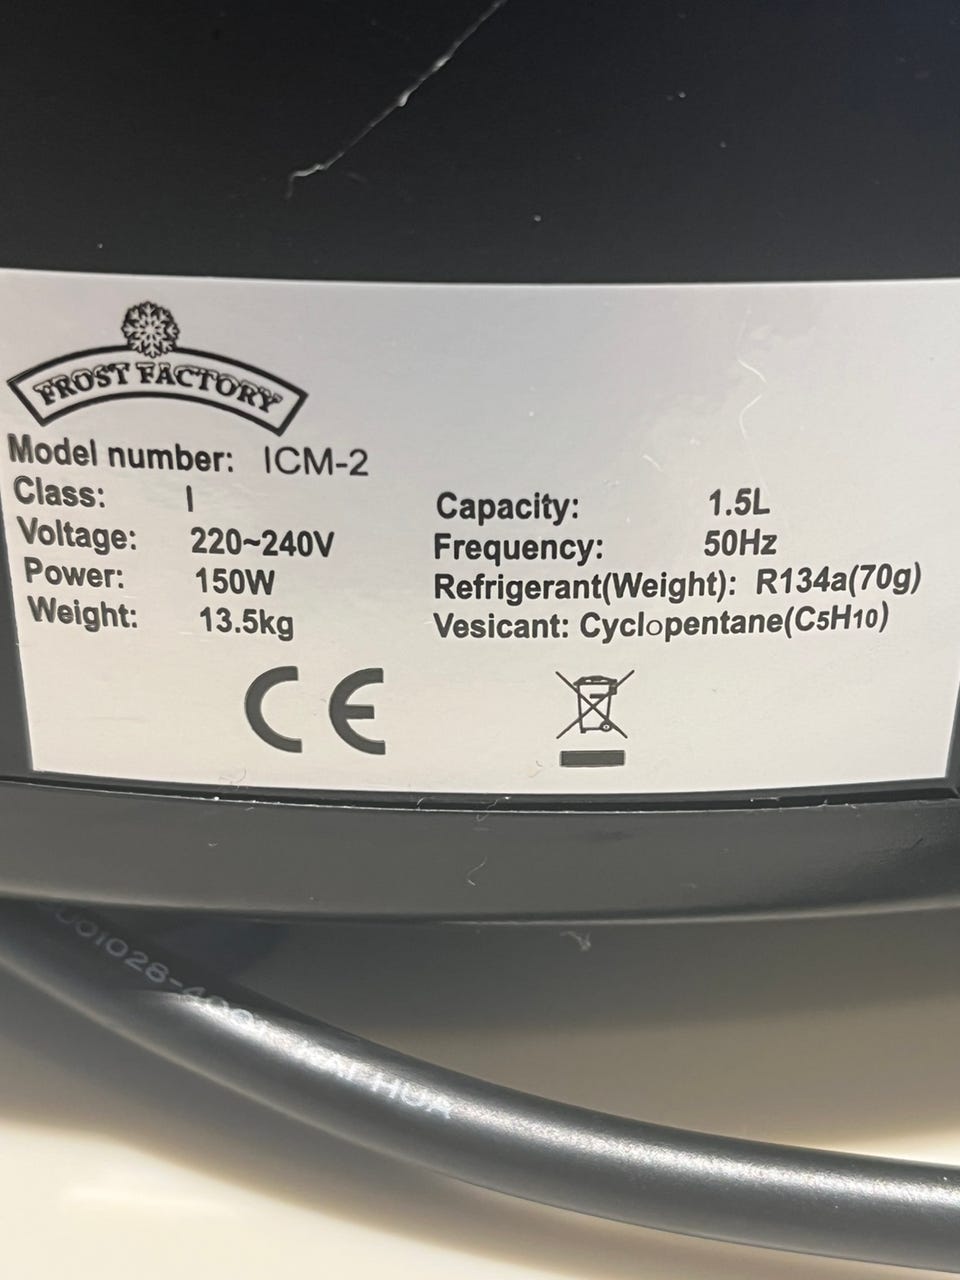 FROST FACTORY
Model number: ICM-2
Class: I
Voltage: 220~240V
Power: 150W
Weight: 13.5kg
Capacity: 1.5L
Frequency: 50Hz
Refrigerant(Weight): R134a(70g)
Vesicant: Cyclopentane(C5H10)
CE
HUA